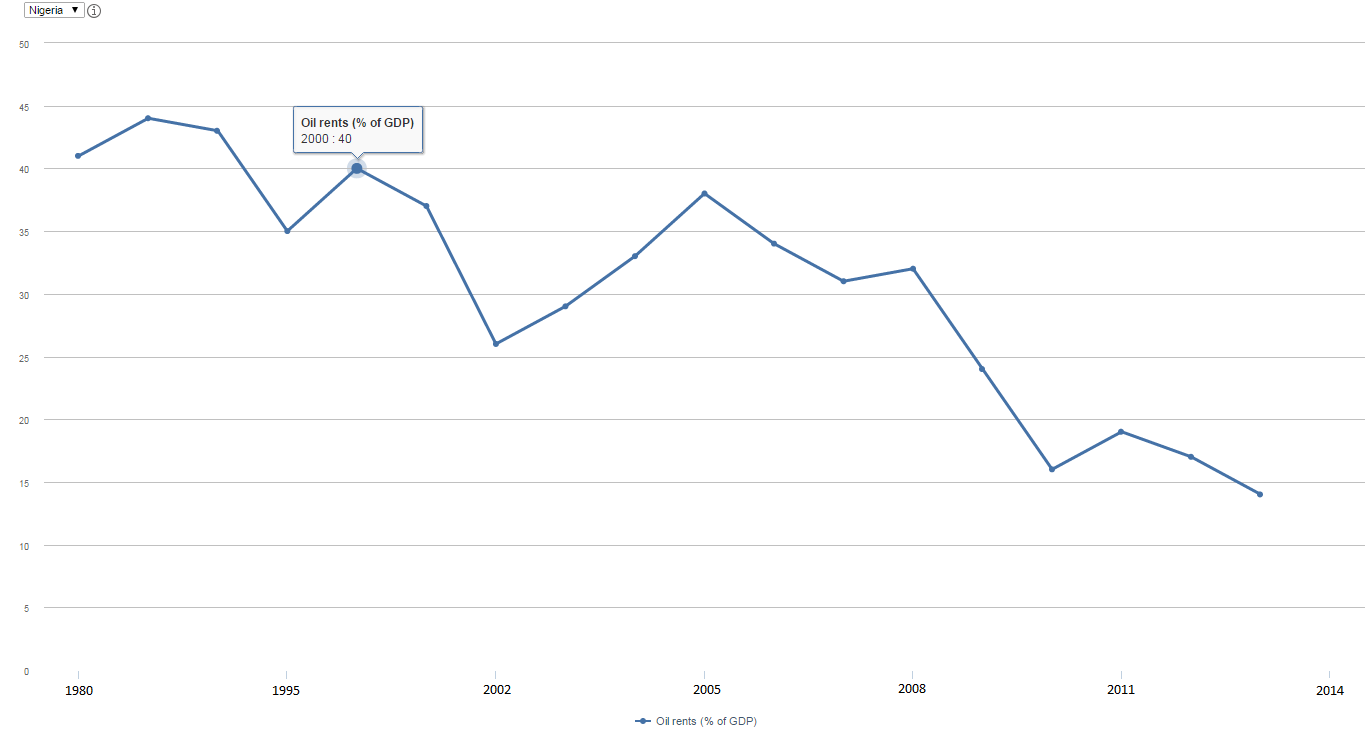 Nigeria ▼ i
50
45
Oil rents (% of GDP)
2000 : 40
40
35
30
25
20
15
10
5
0
1980 1995 2002 2005 2008 2011 2014
Oil rents (% of GDP)